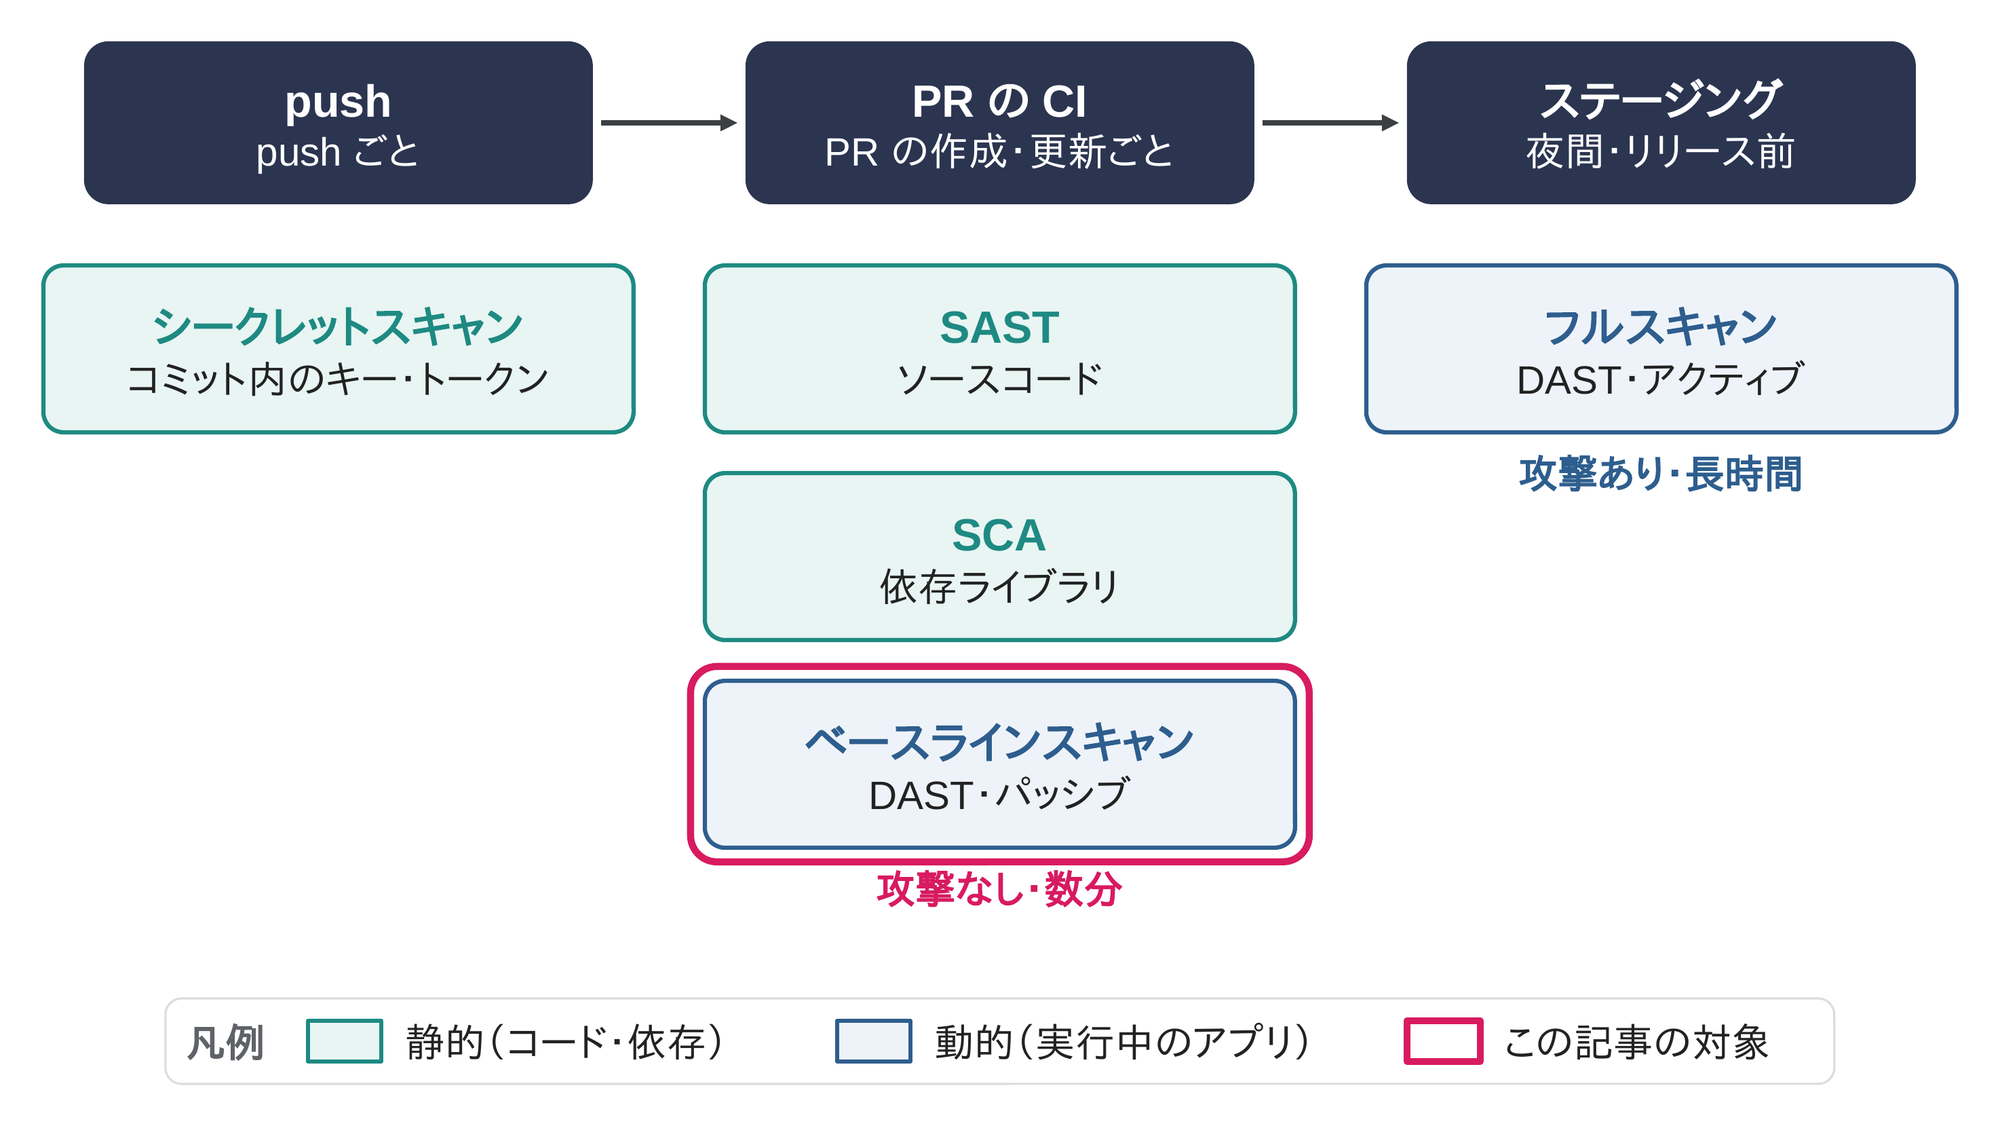 push
push ごと
PR の CI
PR の作成・更新ごと
ステージング
夜間・リリース前
シークレットスキャン
コミット内のキー・トークン
SAST
ソースコード
フルスキャン
DAST・アクティブ
攻撃あり・長時間
SCA
依存ライブラリ
ベースラインスキャン
DAST・パッシブ
攻撃なし・数分
凡例
静的（コード・依存）
動的（実行中のアプリ）
この記事の対象